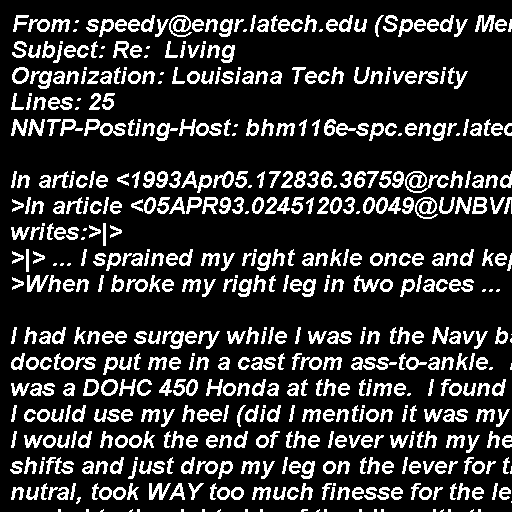 From: speedy@engr.latech.edu (Speedy Mer
Subject: Re:  Living
Organization: Louisiana Tech University
Lines: 25
NNTP-Posting-Host: bhm116e-spc.engr.latec

In article <1993Apr05.172836.36759@rchland
>In article <05APR93.02451203.0049@UNBVM
writes:>|>
>|> ... I sprained my right ankle once and kep
>When I broke my right leg in two places ...

I had knee surgery while I was in the Navy ba
doctors put me in a cast from ass-to-ankle.
was a DOHC 450 Honda at the time.  I found
I could use my heel (did I mention it was my
I would hook the end of the lever with my he
shifts and just drop my leg on the lever for t
nutral, took WAY too much finesse for the le